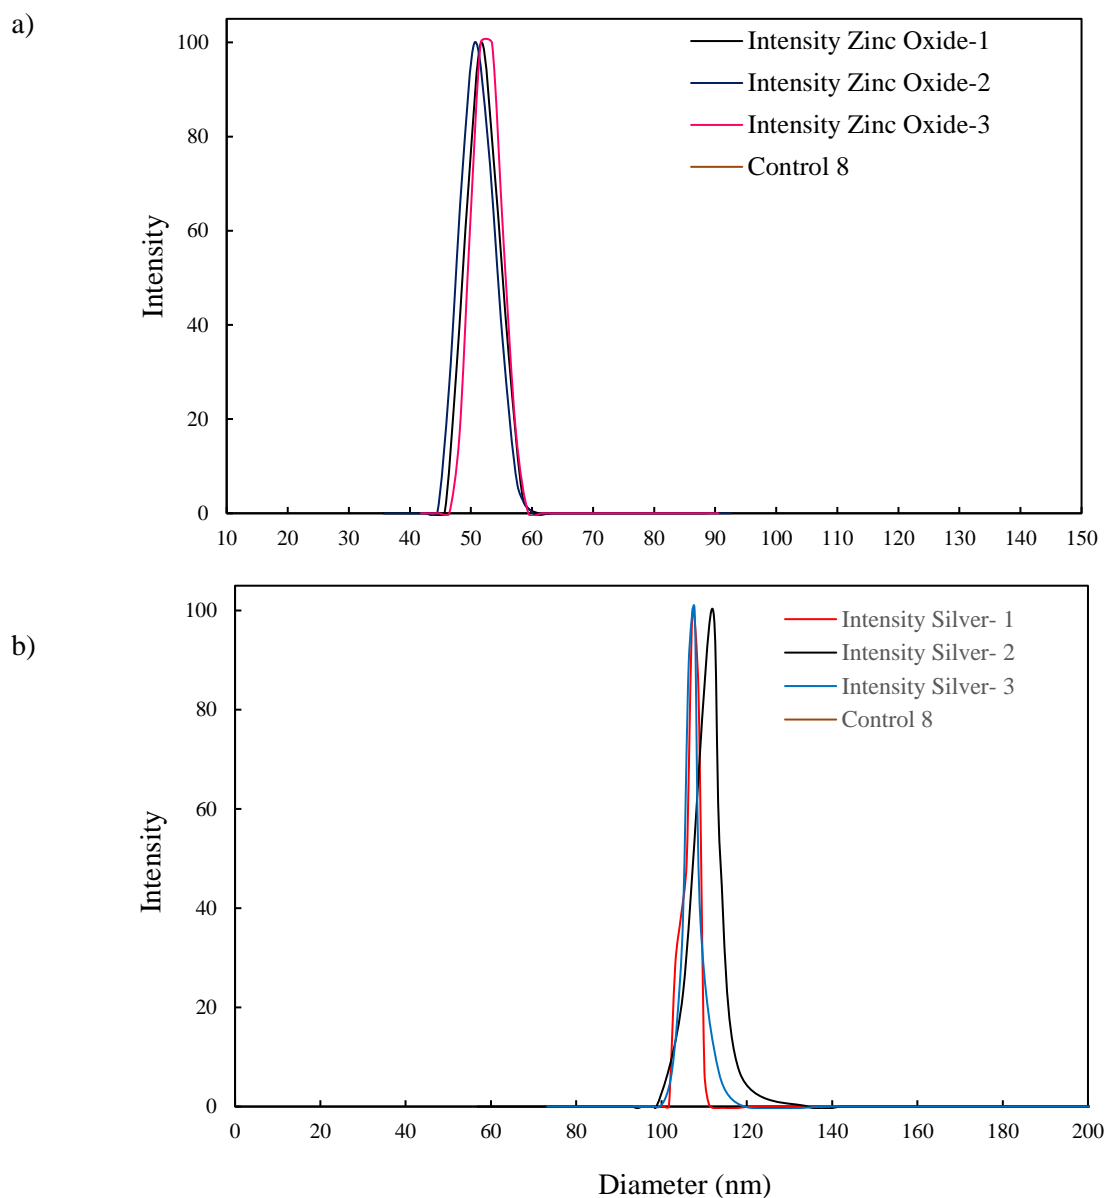 a)
Intensity Zinc Oxide-1
Intensity Zinc Oxide-2
Intensity Zinc Oxide-3
Control 8
Intensity
100
80
60
40
20
0
10 20 30 40 50 60 70 80 90 100 110 120 130 140 150
b)
Intensity Silver- 1
Intensity Silver- 2
Intensity Silver- 3
Control 8
Intensity
100
80
60
40
20
0
0 20 40 60 80 100 120 140 160 180 200
Diameter (nm)